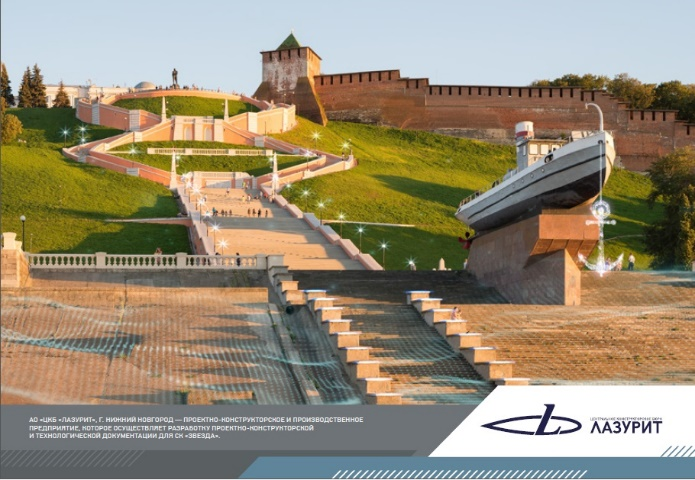 АО «ЦКБ «ЛАЗУРИТ», Г. НИЖНИЙ НОВГОРОД — ПРОЕКТНО-КОНСТРУКТОРСКОЕ И ПРОИЗВОДСТВЕННОЕ
ПРЕДПРИЯТИЕ, КОТОРОЕ ОСУЩЕСТВЛЯЕТ РАЗРАБОТКУ ПРОЕКТНО-КОНСТРУКТОРСКОЙ
И ТЕХНОЛОГИЧЕСКОЙ ДОКУМЕНТАЦИИ ДЛЯ СК «ЗВЕЗДА».
ЦЕНТРАЛЬНОЕ КОНСТРУКТОРСКОЕ БЮРО
ЛАЗУРИТ